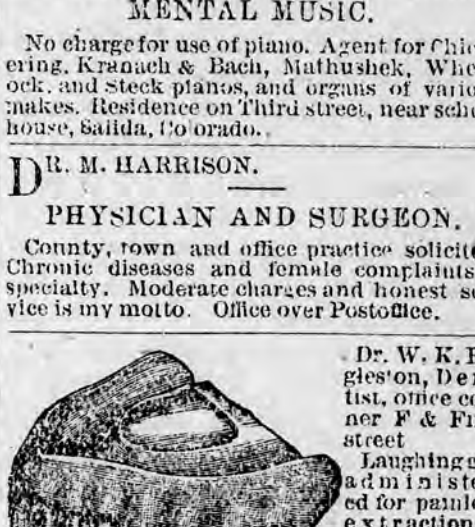 MENTAL MUSIC.
No charge for use of piano. Agent for Chic
ering, Kranach & Bach, Mathushek, Whe
ock, and Steck pianos, and organs of vario
makes. Residence on Third street, near scho
house, Salida, Colorado.
DR. M. HARRISON.
PHYSICIAN AND SURGEON.
County, town and office practice solicite
Chronic diseases and female complaints
specialty. Moderate charges and honest se
vice is my motto. Office over Postoffice.
Dr. W. K. E
gleston, Den
tist, office co
ner F & Fi
street
Laughing g
administe
ed for painle
extraction